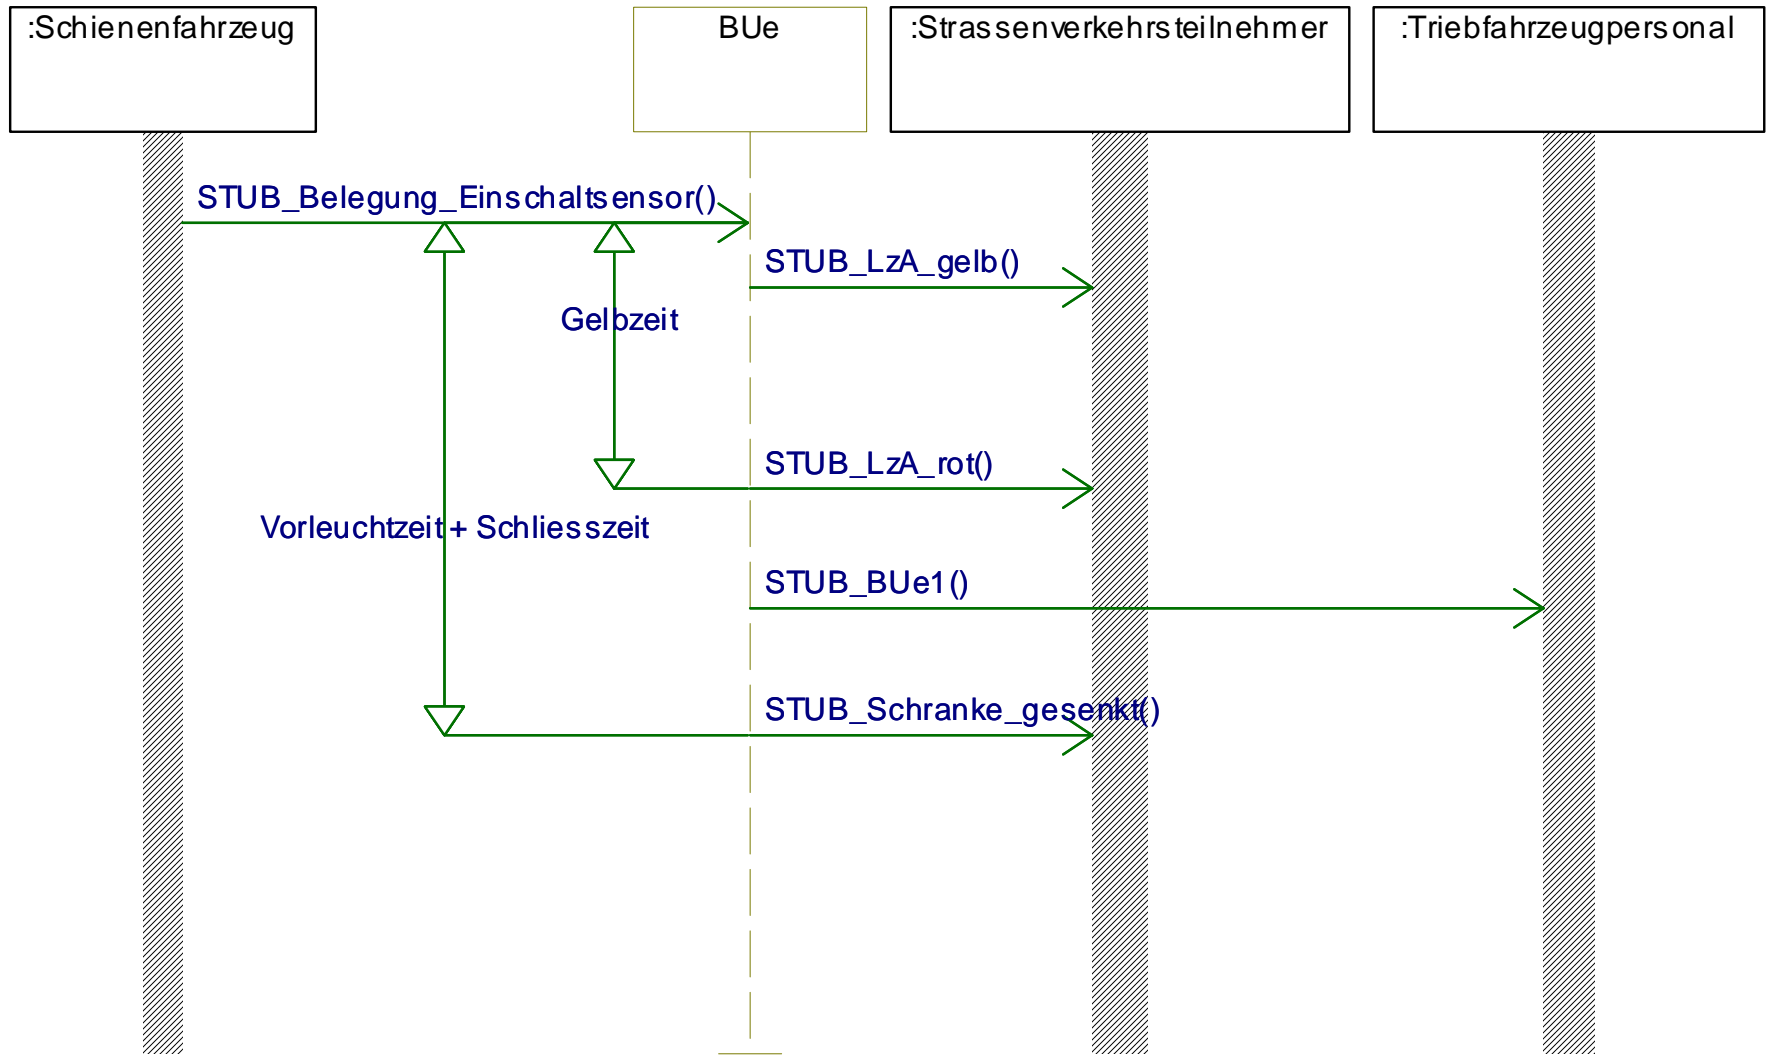 :Schienenfahrzeug
BUe
:Strassenverkehrsteilnehmer
:Triebfahrzeugpersonal
STUB_Belegung_Einschaltsensor()
STUB_LzA_gelb()
Gelbzeit
STUB_LzA_rot()
Vorleuchtzeit + Schliesszeit
STUB_BUe1()
STUB_Schranke_gesenkt()